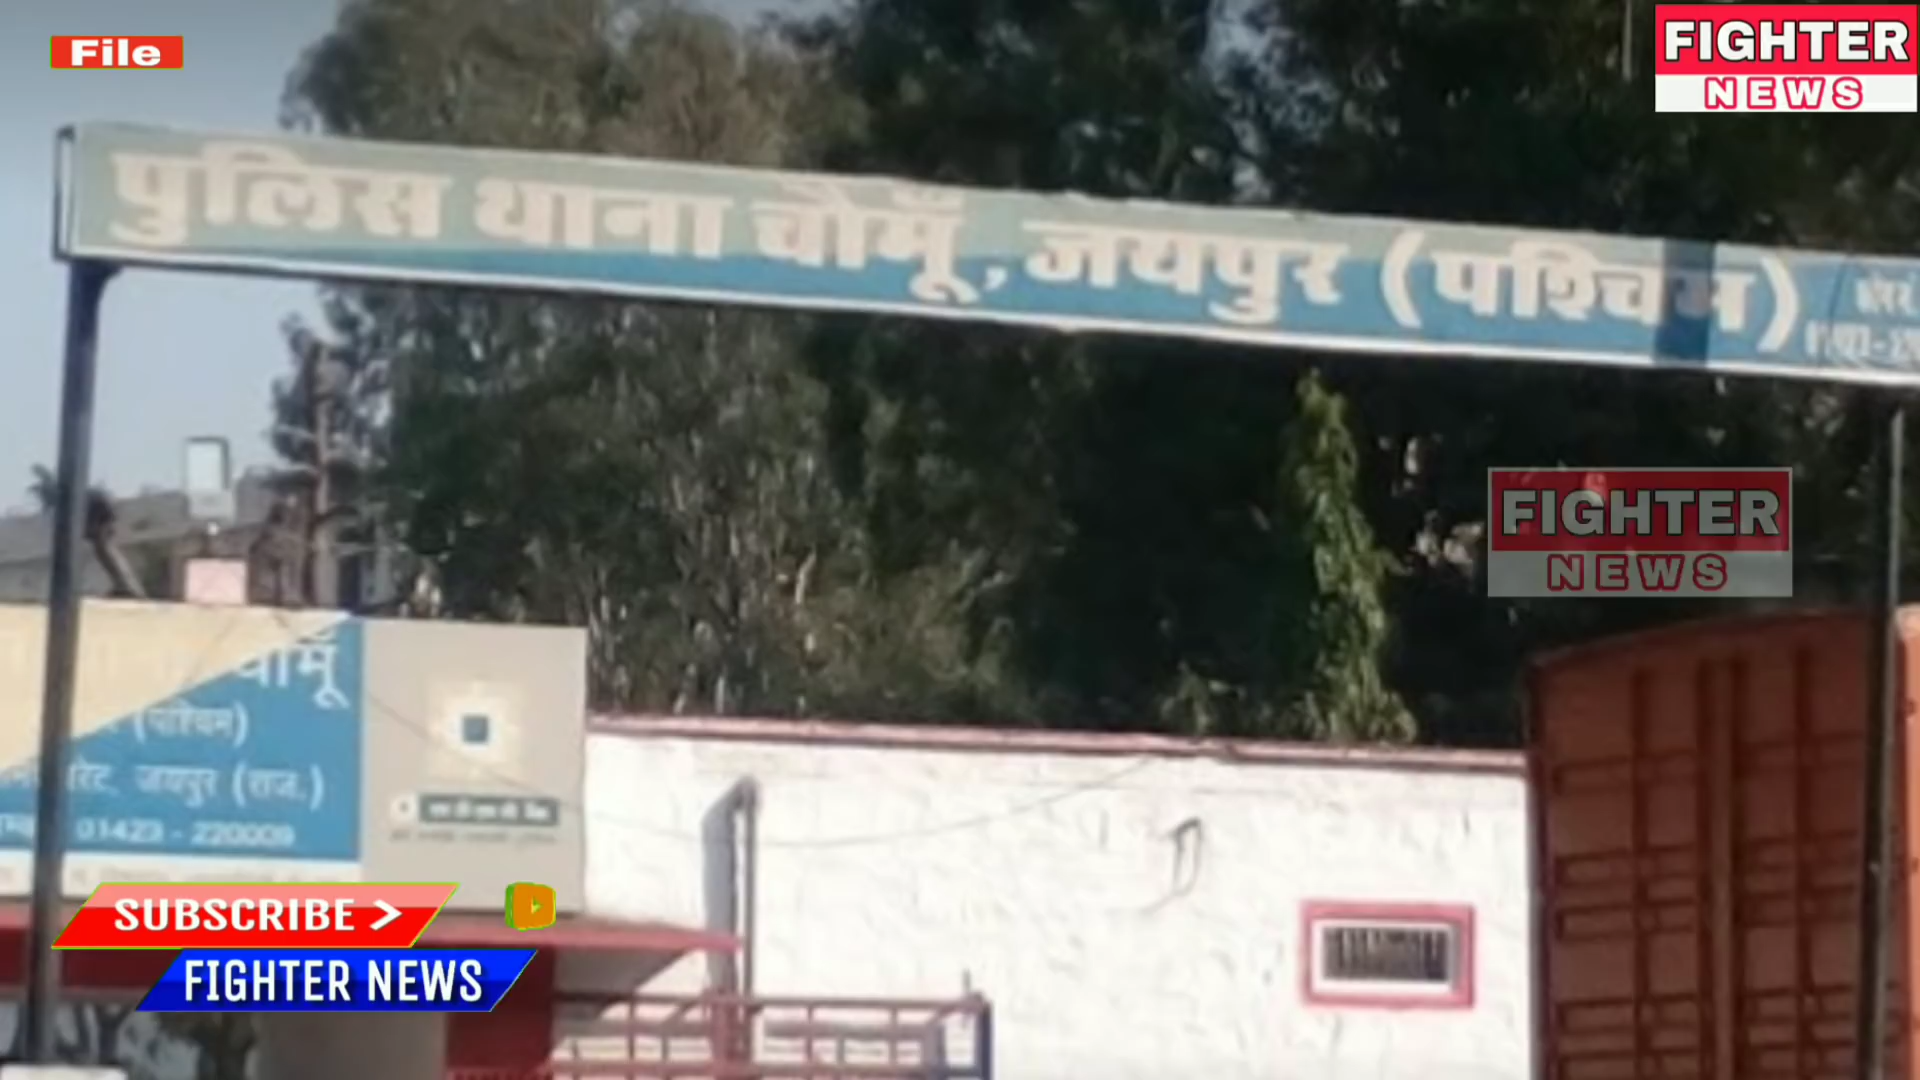 File
FIGHTER
NEWS
पुलिस थाना चौमूँ, जयपुर (पश्चिम)
FIGHTER
NEWS
चौमूँ
(पश्चिम)
जयपुर (राज.)
01423 - 220009
SUBSCRIBE >
FIGHTER NEWS